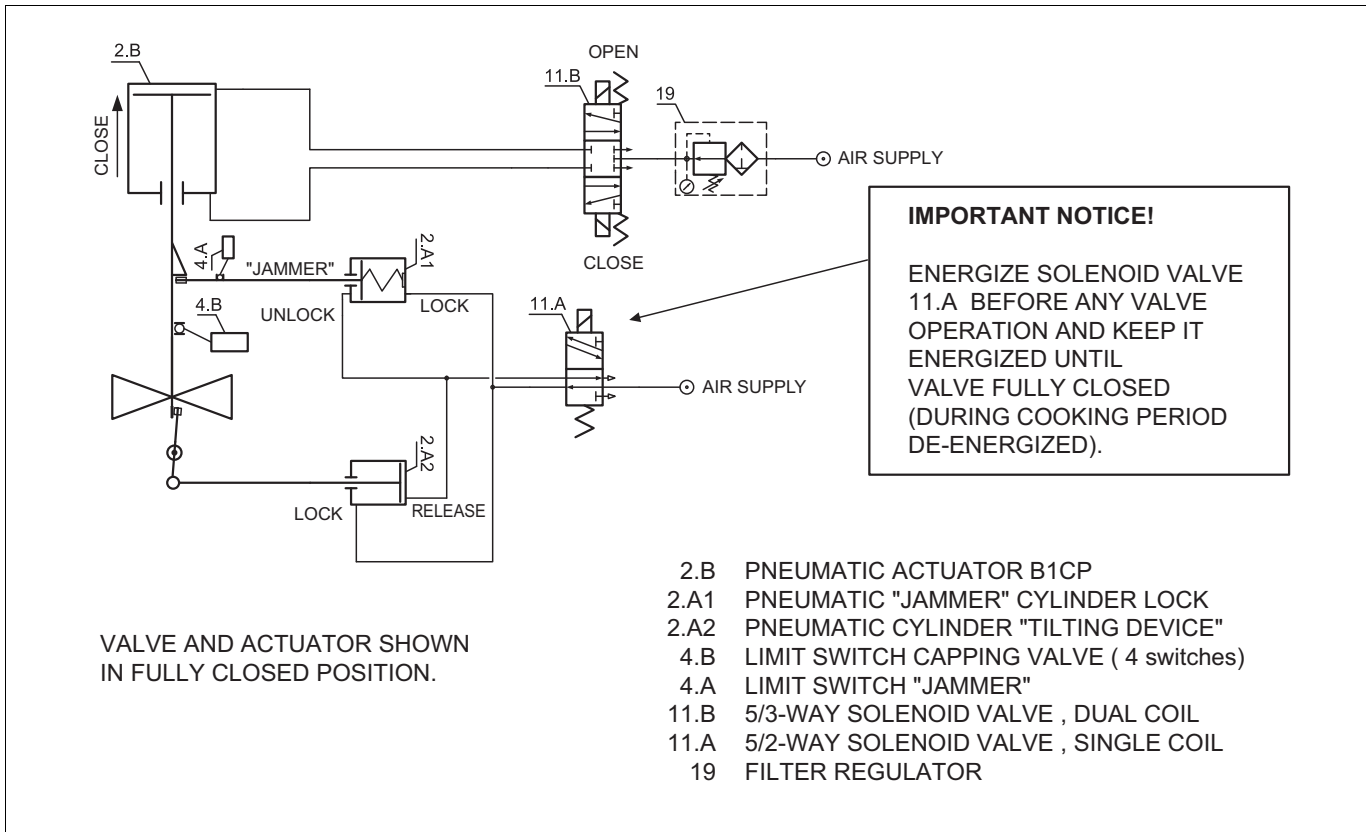 2.B
OPEN
11.B
19
CLOSE
AIR SUPPLY
4.A
"JAMMER"
2.A1
UNLOCK
LOCK
CLOSE
4.B
11.A
AIR SUPPLY
2.A2
LOCK
RELEASE
IMPORTANT NOTICE!
ENERGIZE SOLENOID VALVE
11.A BEFORE ANY VALVE
OPERATION AND KEEP IT
ENERGIZED UNTIL
VALVE FULLY CLOSED
(DURING COOKING PERIOD
DE-ENERGIZED).
VALVE AND ACTUATOR SHOWN
IN FULLY CLOSED POSITION.
2.B PNEUMATIC ACTUATOR B1CP
2.A1 PNEUMATIC "JAMMER" CYLINDER LOCK
2.A2 PNEUMATIC CYLINDER "TILTING DEVICE"
4.B LIMIT SWITCH CAPPING VALVE ( 4 switches)
4.A LIMIT SWITCH "JAMMER"
11.B 5/3-WAY SOLENOID VALVE , DUAL COIL
11.A 5/2-WAY SOLENOID VALVE , SINGLE COIL
19 FILTER REGULATOR